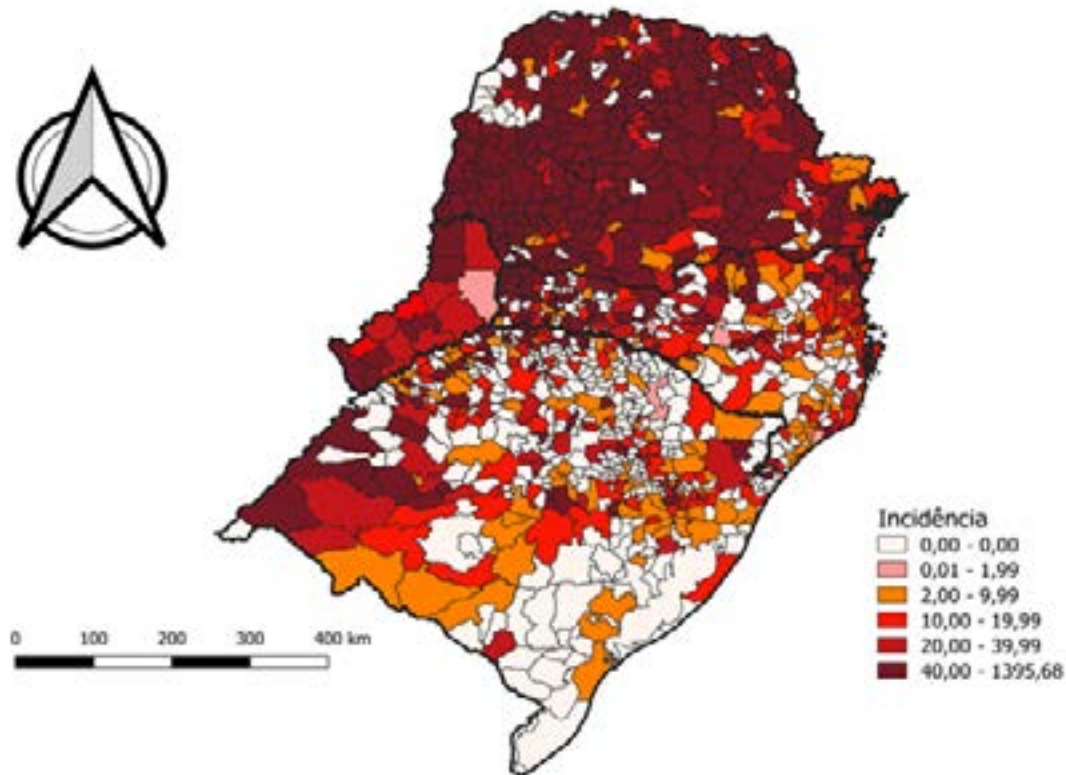 Incidência
0,00 - 0,00
0,01 - 1,99
2,00 - 9,99
10,00 - 19,99
20,00 - 39,99
40,00 - 1395,68
0 100 200 300 400 km